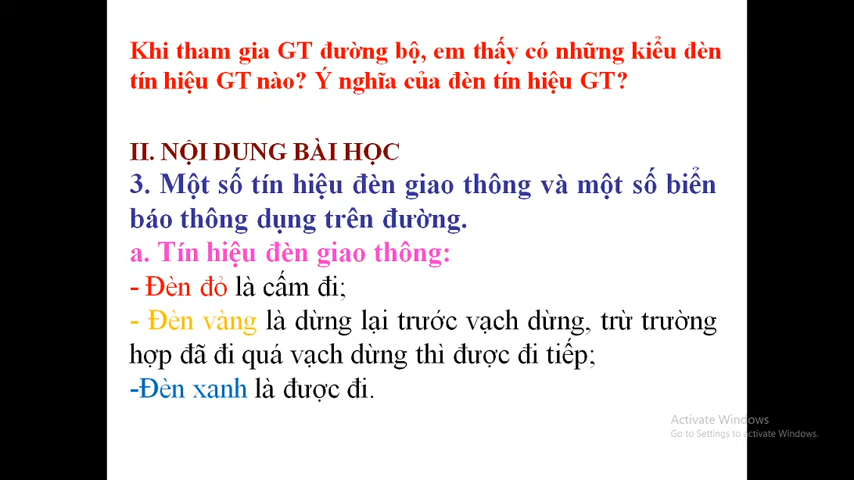 Khi tham gia GT đường bộ, em thấy có những kiểu đèn
tín hiệu GT nào? Ý nghĩa của đèn tín hiệu GT?
II. NỘI DUNG BÀI HỌC
3. Một số tín hiệu đèn giao thông và một số biển
báo thông dụng trên đường.
a. Tín hiệu đèn giao thông:
- Đèn đỏ là cấm đi;
- Đèn vàng là dừng lại trước vạch dừng, trừ trường
hợp đã đi quá vạch dừng thì được đi tiếp;
-Đèn xanh là được đi.
Activate Windows
Go to Settings to activate Windows.